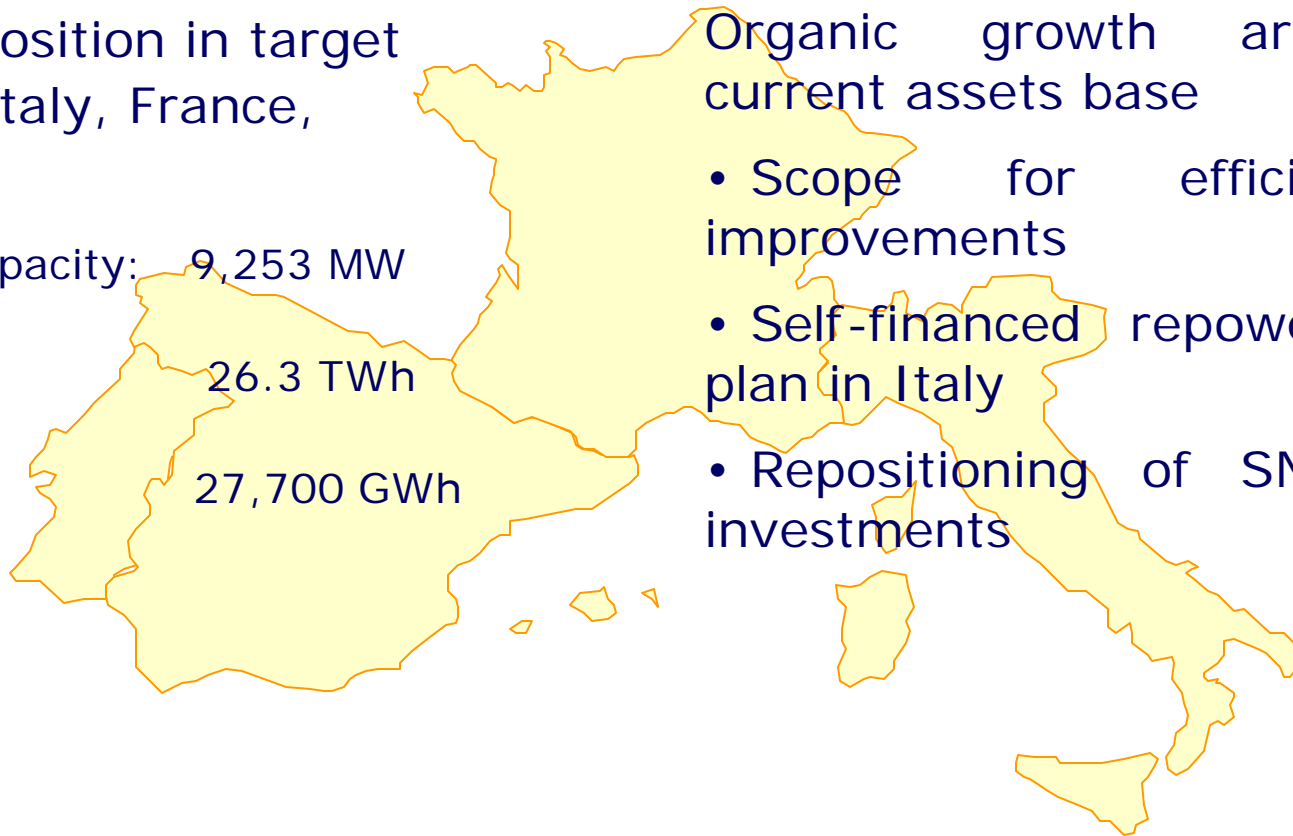 osition in target
taly, France,
pacity: 9,253 MW
26.3 TWh
27,700 GWh
Organic growth ar
current assets base
• Scope for effici
improvements
• Self-financed repowe
plan in Italy
• Repositioning of SN
investments